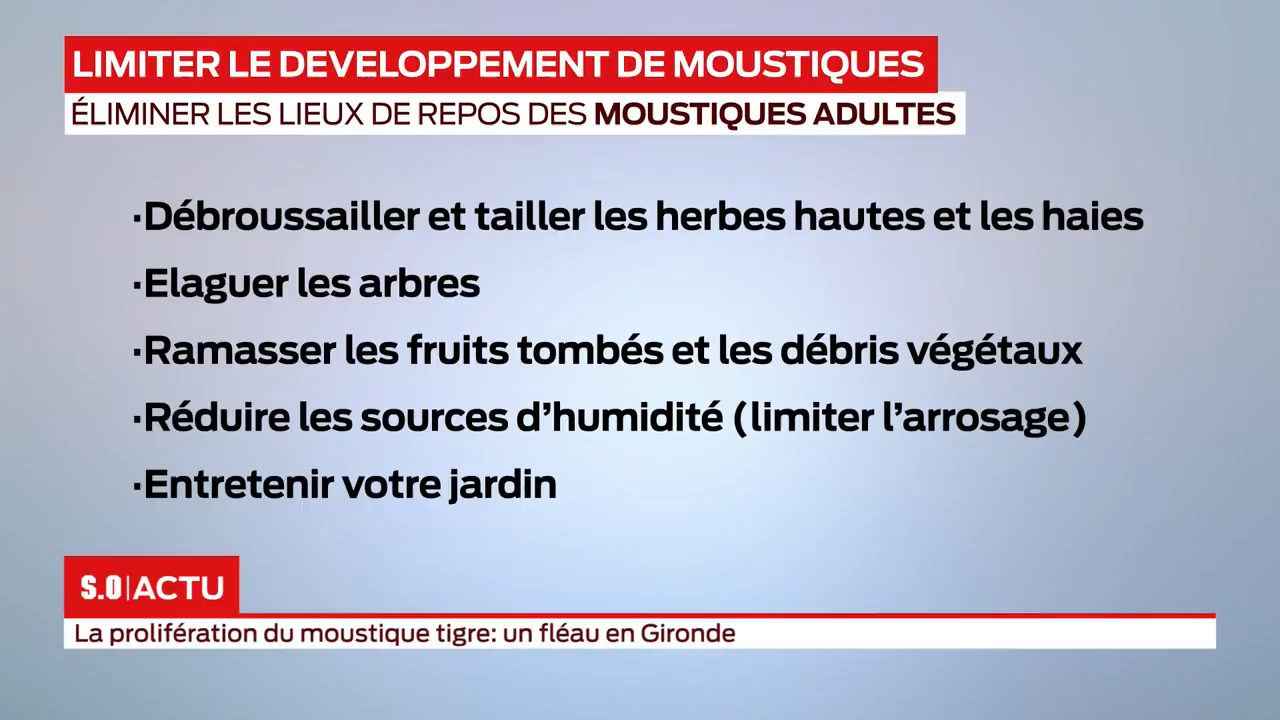 LIMITER LE DEVELOPPEMENT DE MOUSTIQUES
ÉLIMINER LES LIEUX DE REPOS DES MOUSTIQUES ADULTES
·Débroussailler et tailler les herbes hautes et les haies
·Elaguer les arbres
·Ramasser les fruits tombés et les débris végétaux
·Réduire les sources d’humidité (limiter l’arrosage)
·Entretenir votre jardin
S.O|ACTU
La prolifération du moustique tigre: un fléau en Gironde